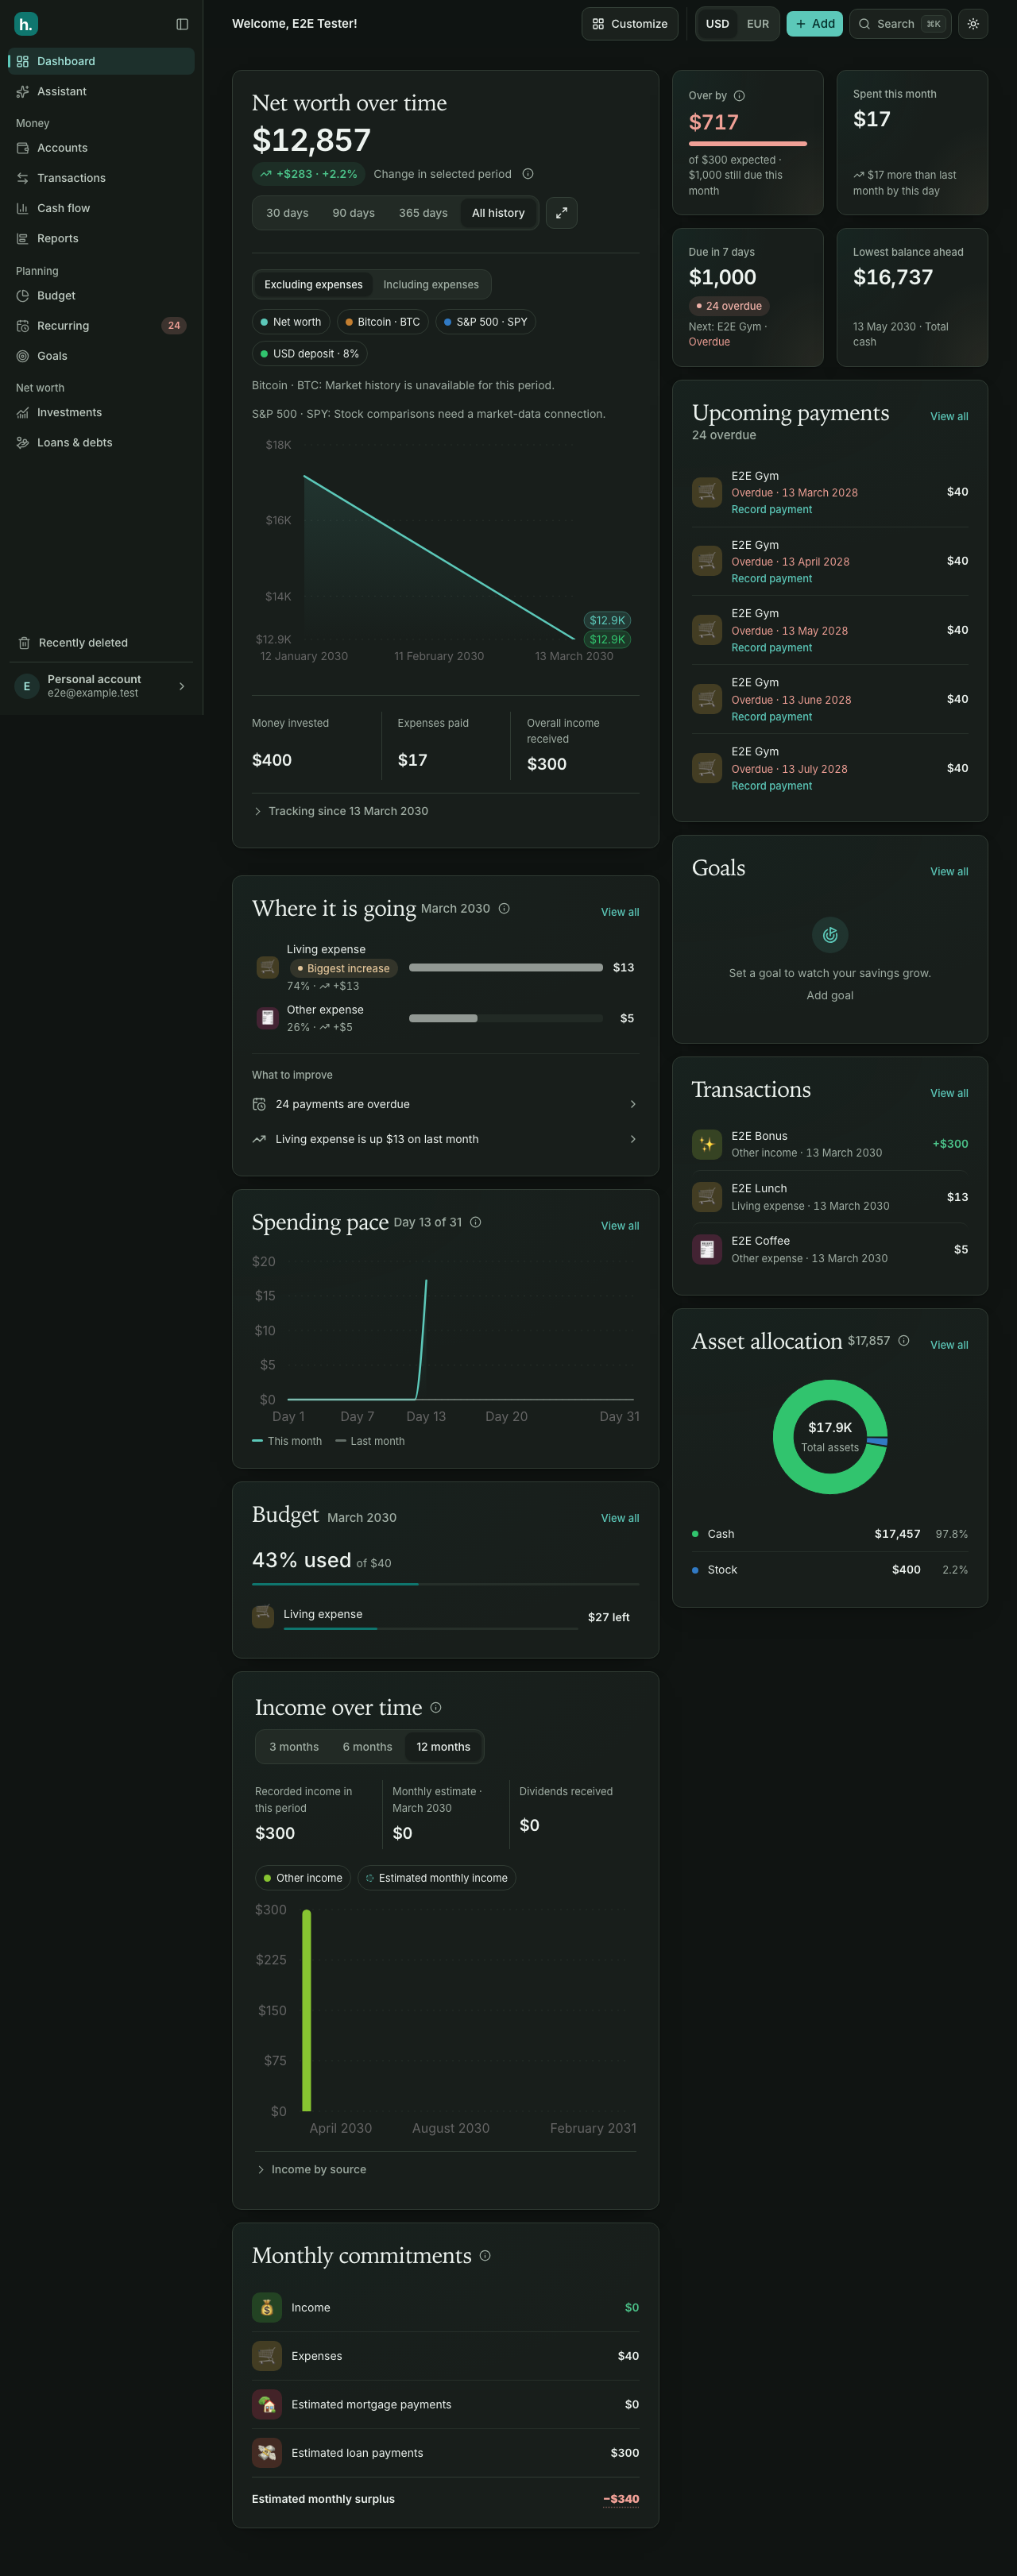 h.
Dashboard
Assistant
Money
Accounts
Transactions
Cash flow
Reports
Planning
Budget
Recurring 24
Goals
Net worth
Investments
Loans & debts
Recently deleted
E
Personal account
e2e@example.test
Welcome, E2E Tester!
Customize
USD EUR
+ Add
Search ⌘K
Net worth over time
$12,857
+$283 · +2.2% Change in selected period
30 days 90 days 365 days All history
Excluding expenses Including expenses
Net worth Bitcoin · BTC S&P 500 · SPY
USD deposit · 8%
Bitcoin · BTC: Market history is unavailable for this period.
S&P 500 · SPY: Stock comparisons need a market-data connection.
$18K
$16K
$14K
$12.9K
$12.9K
$12.9K
12 January 2030 11 February 2030 13 March 2030
Money invested
$400
Expenses paid
$17
Overall income
received
$300
Tracking since 13 March 2030
Where it is going March 2030 View all
Living expense
Biggest increase
74% · +$13
$13
Other expense
26% · +$5
$5
What to improve
24 payments are overdue
Living expense is up $13 on last month
Spending pace Day 13 of 31 View all
$20
$15
$10
$5
$0
Day 1 Day 7 Day 13 Day 20 Day 31
This month Last month
Budget March 2030 View all
43% used of $40
Living expense
$27 left
Income over time
3 months 6 months 12 months
Recorded income in
this period
$300
Monthly estimate ·
March 2030
$0
Dividends received
$0
Other income Estimated monthly income
$300
$225
$150
$75
$0
April 2030 August 2030 February 2031
Income by source
Monthly commitments
Income $0
Expenses $40
Estimated mortgage payments $0
Estimated loan payments $300
Estimated monthly surplus −$340
Over by
$717
of $300 expected ·
$1,000 still due this
month
Spent this month
$17
$17 more than last
month by this day
Due in 7 days
$1,000
24 overdue
Next: E2E Gym ·
Overdue
Lowest balance ahead
$16,737
13 May 2030 · Total
cash
Upcoming payments View all
24 overdue
E2E Gym
Overdue · 13 March 2028
Record payment
$40
E2E Gym
Overdue · 13 April 2028
Record payment
$40
E2E Gym
Overdue · 13 May 2028
Record payment
$40
E2E Gym
Overdue · 13 June 2028
Record payment
$40
E2E Gym
Overdue · 13 July 2028
Record payment
$40
Goals View all
Set a goal to watch your savings grow.
Add goal
Transactions View all
E2E Bonus
Other income · 13 March 2030
+$300
E2E Lunch
Living expense · 13 March 2030
$13
E2E Coffee
Other expense · 13 March 2030
$5
Asset allocation $17,857 View all
$17.9K
Total assets
Cash $17,457 97.8%
Stock $400 2.2%